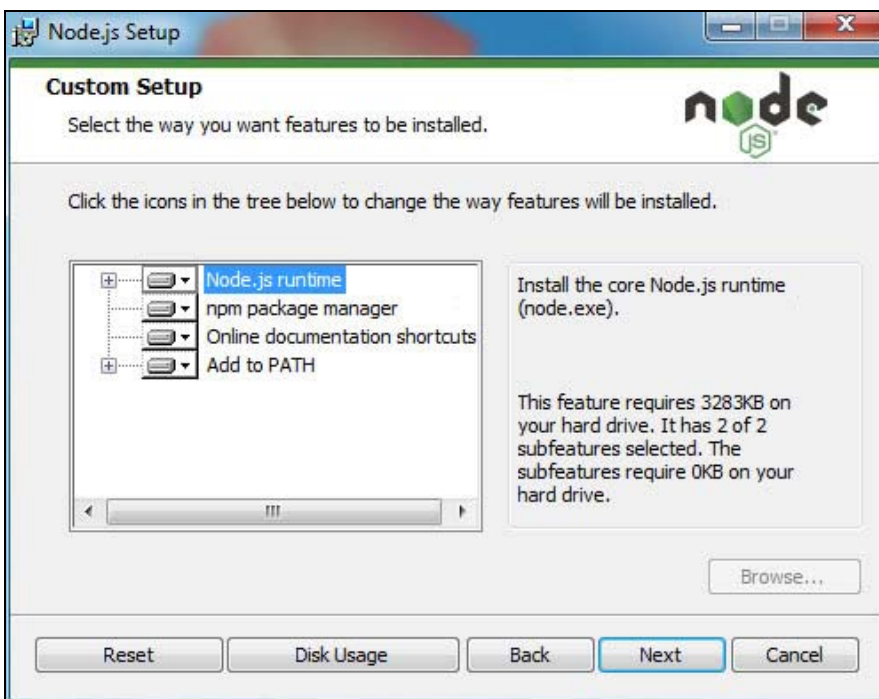 Node.js Setup
Custom Setup
Select the way you want features to be installed.
node
JS
Click the icons in the tree below to change the way features will be installed.
Node.js runtime
npm package manager
Online documentation shortcuts
Add to PATH
Install the core Node.js runtime
(node.exe).
This feature requires 3283KB on
your hard drive. It has 2 of 2
subfeatures selected. The
subfeatures require 0KB on your
hard drive.
Browse...
Reset
Disk Usage
Back
Next
Cancel